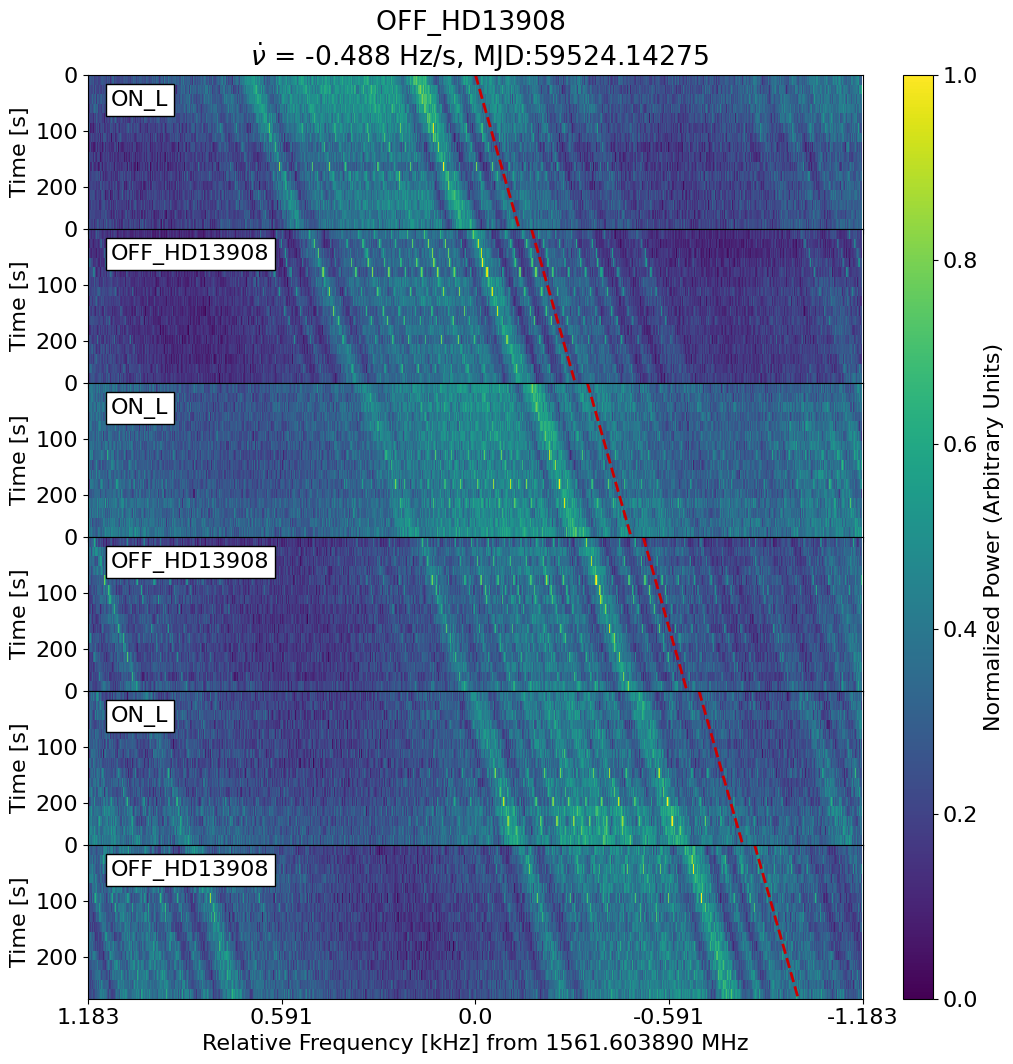 OFF_HD13908
ν̇ = -0.488 Hz/s, MJD:59524.14275
ON_L
OFF_HD13908
ON_L
OFF_HD13908
ON_L
OFF_HD13908
Time [s]
0
100
200
Time [s]
0
100
200
Time [s]
0
100
200
Time [s]
0
100
200
Time [s]
0
100
200
Time [s]
0
100
200
1.183 0.591 0.0 -0.591 -1.183
Relative Frequency [kHz] from 1561.603890 MHz
1.0
0.8
0.6
0.4
0.2
0.0
Normalized Power (Arbitrary Units)